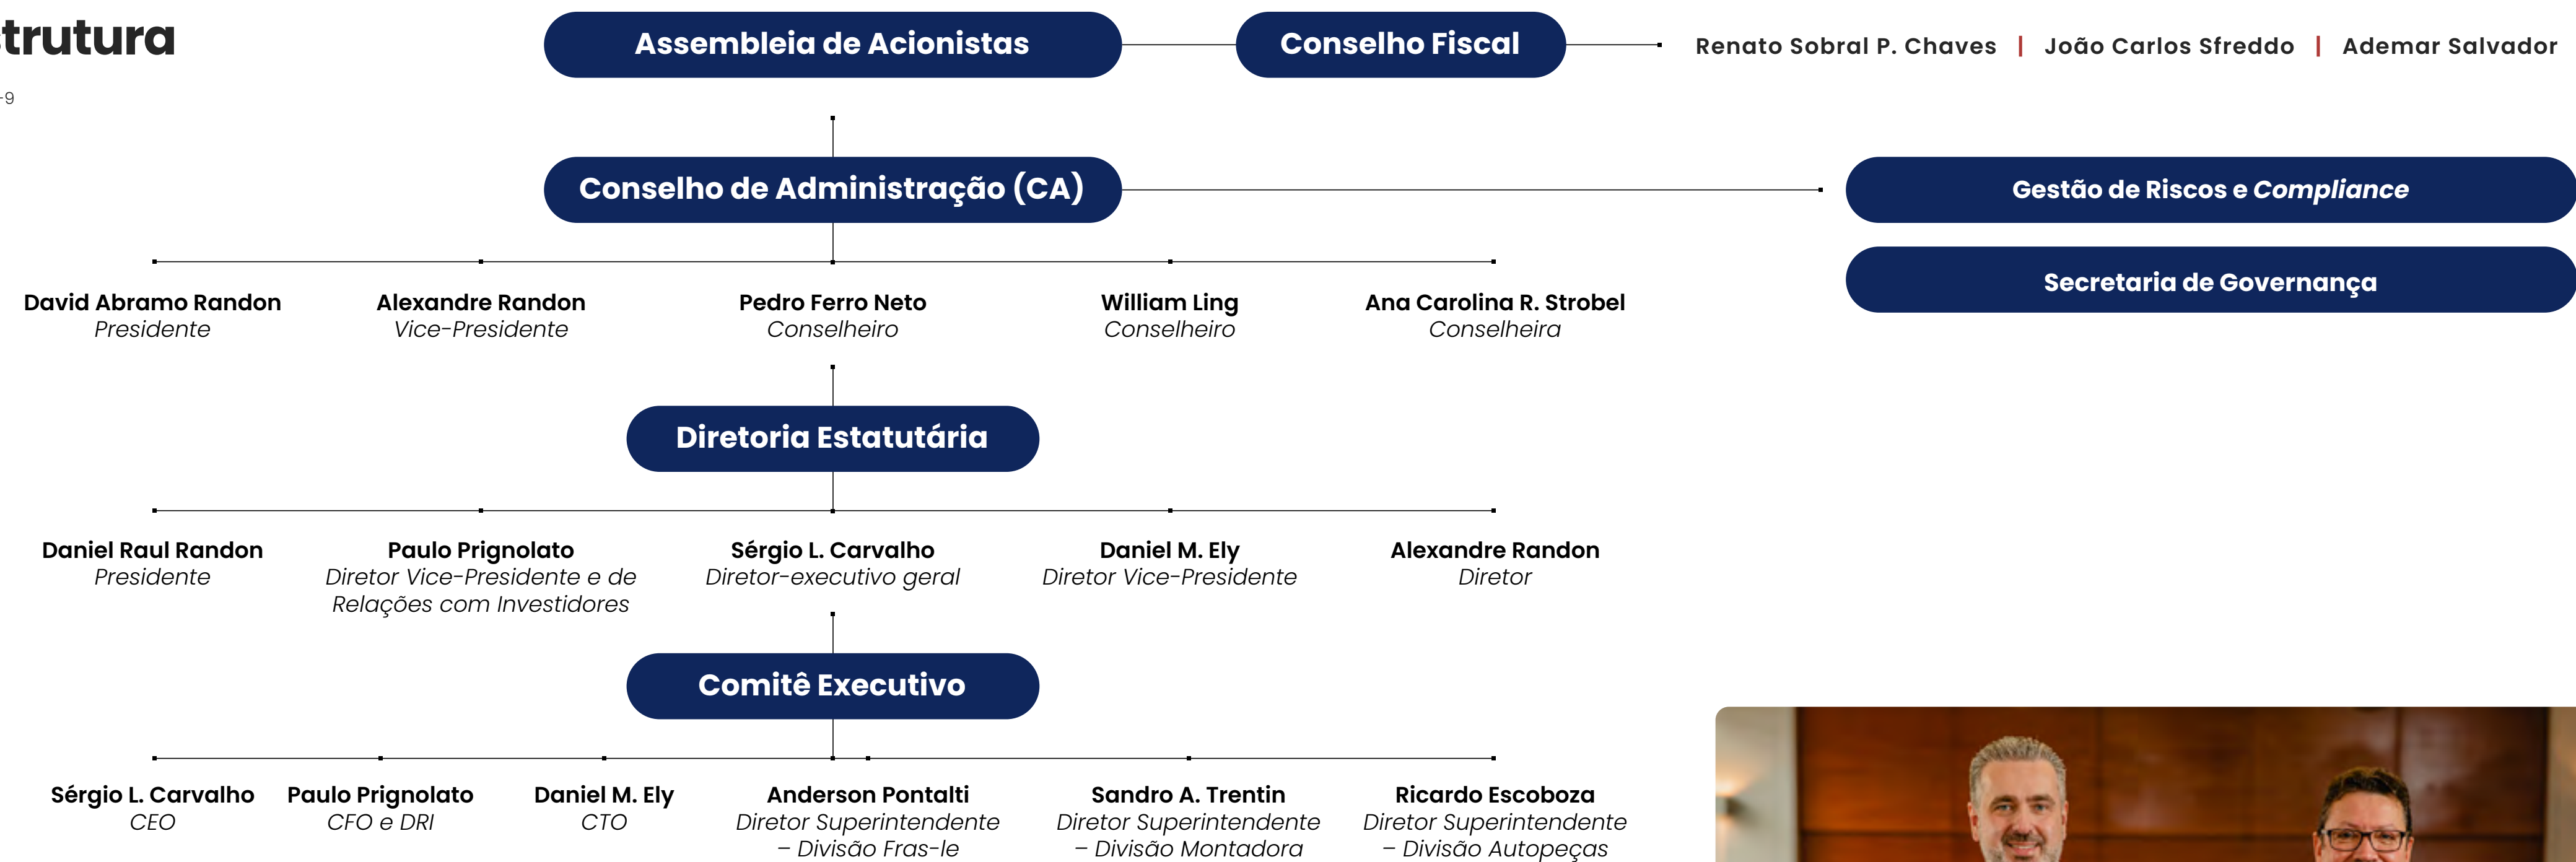 strutura
-9
Assembleia de Acionistas
Conselho Fiscal
Renato Sobral P. Chaves | João Carlos Sfreddo | Ademar Salvador
Conselho de Administração (CA)
Gestão de Riscos e Compliance
Secretaria de Governança
David Abramo Randon
Presidente
Alexandre Randon
Vice-Presidente
Pedro Ferro Neto
Conselheiro
William Ling
Conselheiro
Ana Carolina R. Strobel
Conselheira
Diretoria Estatutária
Daniel Raul Randon
Presidente
Paulo Prignolato
Diretor Vice-Presidente e de
Relações com Investidores
Sérgio L. Carvalho
Diretor-executivo geral
Daniel M. Ely
Diretor Vice-Presidente
Alexandre Randon
Diretor
Comitê Executivo
Sérgio L. Carvalho
CEO
Paulo Prignolato
CFO e DRI
Daniel M. Ely
CTO
Anderson Pontalti
Diretor Superintendente
– Divisão Fras-le
Sandro A. Trentin
Diretor Superintendente
– Divisão Montadora
Ricardo Escoboza
Diretor Superintendente
– Divisão Autopeças